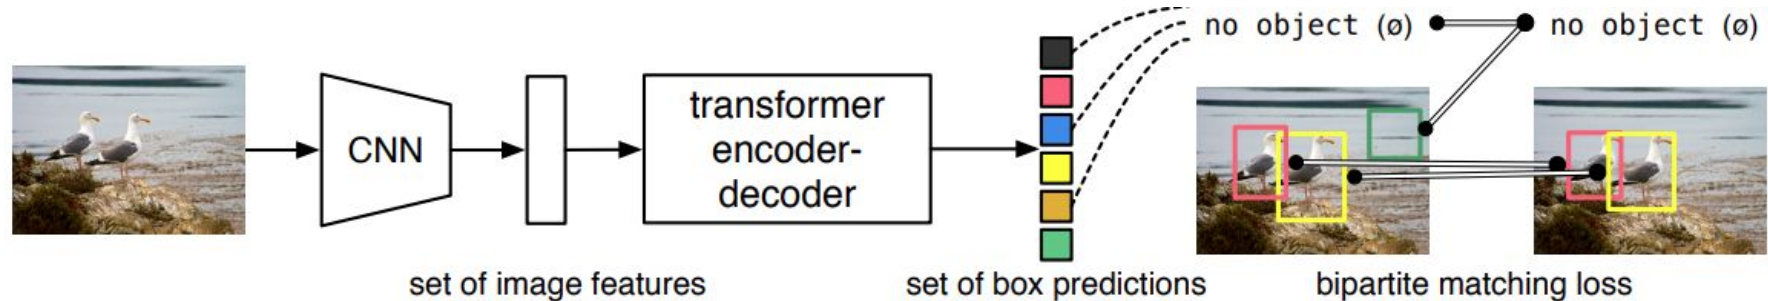 no object (ø)
no object (ø)
CNN
transformer
encoder-
decoder
set of image features
set of box predictions
bipartite matching loss